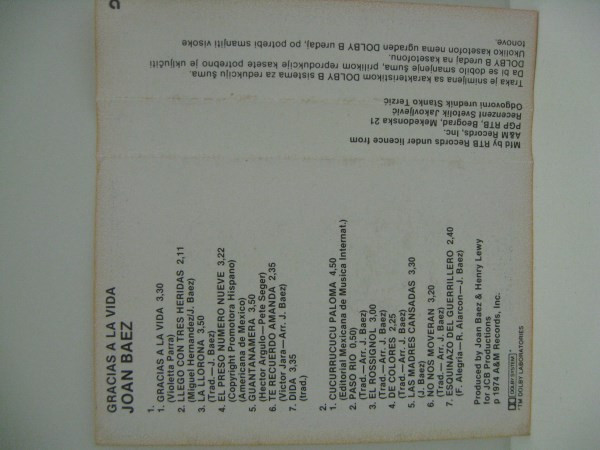 GRACIAS A LA VIDA
JOAN BAEZ
1.
1. GRACIAS A LA VIDA 3,30
(Violetta Parra)
2. LLEGO CON TRES HERIDAS 2,11
(Miguel Hernandez/J. Baez)
3. LA LLORONA 3,50
(Trad.—J. Baez)
4. EL PRESO NUMERO NUEVE 3,22
(Copyright Promotora Hispano)
(Americana de Mexico)
5. GUANTANAMERA 3,50
(Hector Argulo—Pete Seger)
6. TE RECUERDO AMANDA 2,35
(Victor Jara—Arr. J. Baez)
7. DIDA 3,35
(trad.)
2.
1. CUCURRUCUCU PALOMA 4,50
(Editorial Mexicana de Musica Internat.)
2. PASO RIO 0,50)
(Trad.—Arr. J. Baez)
3. EL ROSSIGNOL 3,00
(Trad.—Arr. J. Baez)
4. DE COLORES 2,25
(Trad.—Arr. J. Baez)
5. LAS MADRES CANSADAS 3,30
(J. Baez)
6. NO NOS MOVERAN 3,20
(Trad.—Arr. J. Baez)
7. ESQUINAZO DEL GUERRILLERO 2,40
(F. Alegria—R. Alarcon—J. Baez)
Produced by Joan Baez & Henry Lewy
for JCB Productions
p 1974 A&M Records, Inc.
DOLBY SYSTEM *
*TM DOLBY LABORATORIES
Mfd by RTB Records under licence from
A&M Records, Inc.
PGP RTB, Beograd, Mekedonska 21
Recenzent Svetolik Jakovljević
Odgovorni urednik Stanko Terzić
Traka je snimljena sa karakteristikom DOLBY B sistema za redukciju šuma.
Da bi se dobilo smanjenje šuma, prilikom reprodukcije kasete potrebno je uključiti
DOLBY B uređaj na kasetofonu.
Ukoliko kasetofon nema ugrađen DOLBY B uređaj, po potrebi smanjiti visoke
tonove.